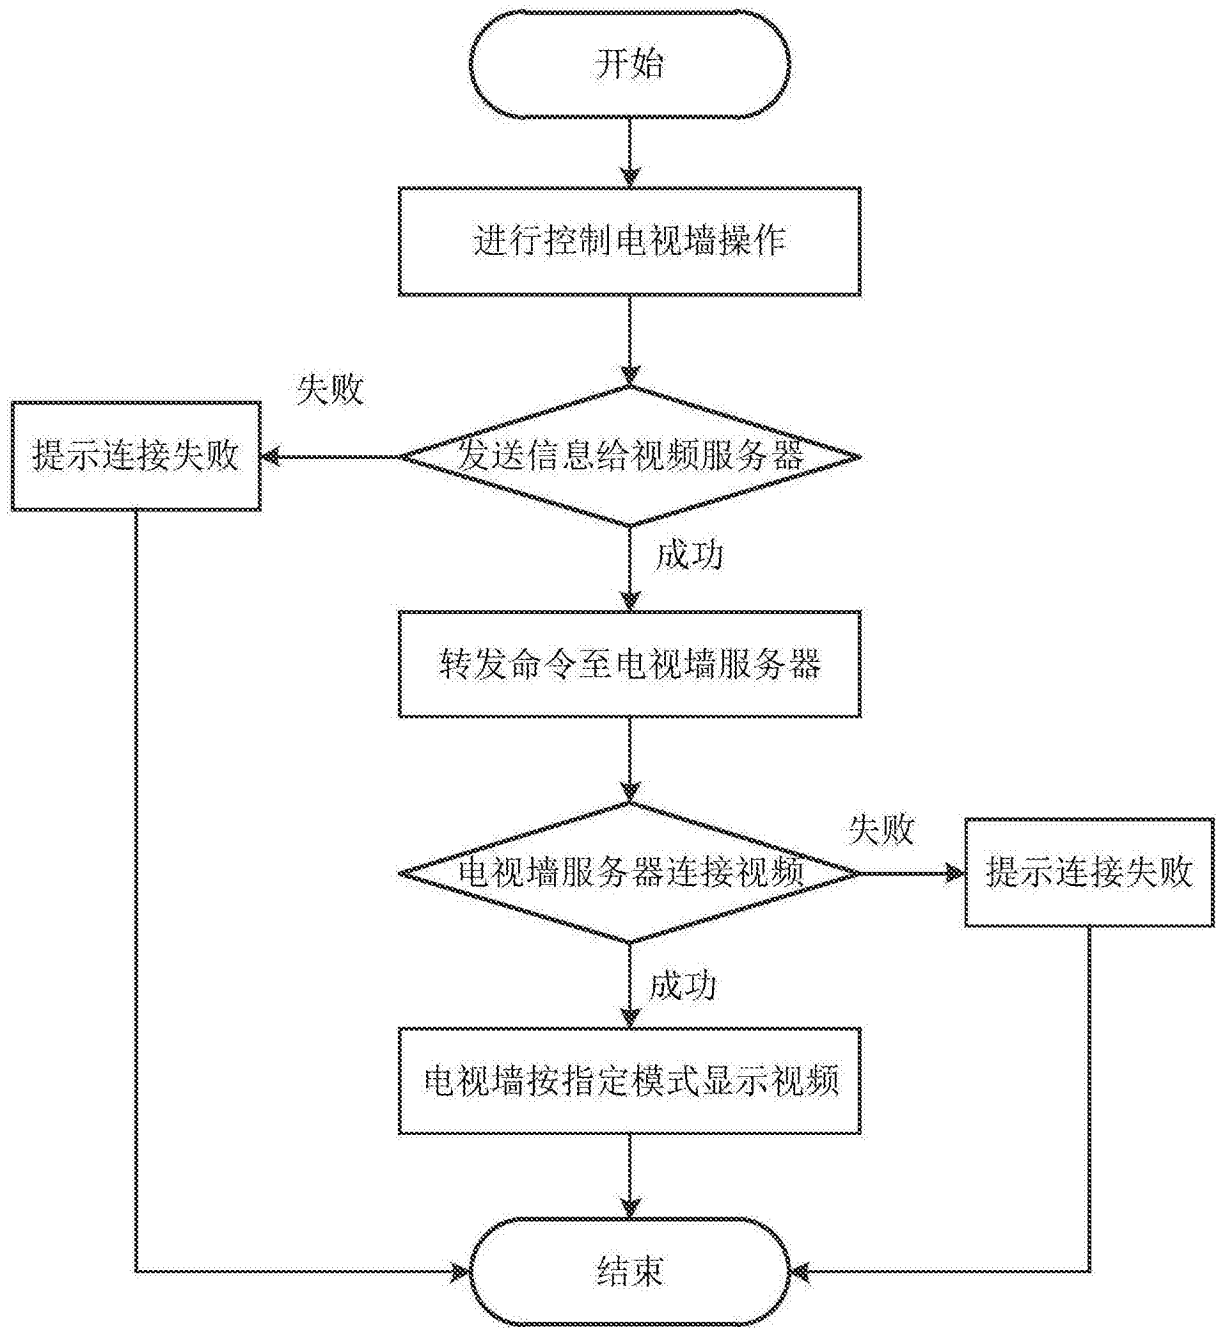 开始
进行控制电视墙操作
失败
提示连接失败
发送信息给视频服务器
成功
转发命令至电视墙服务器
失败
电视墙服务器连接视频
提示连接失败
成功
电视墙按指定模式显示视频
结束